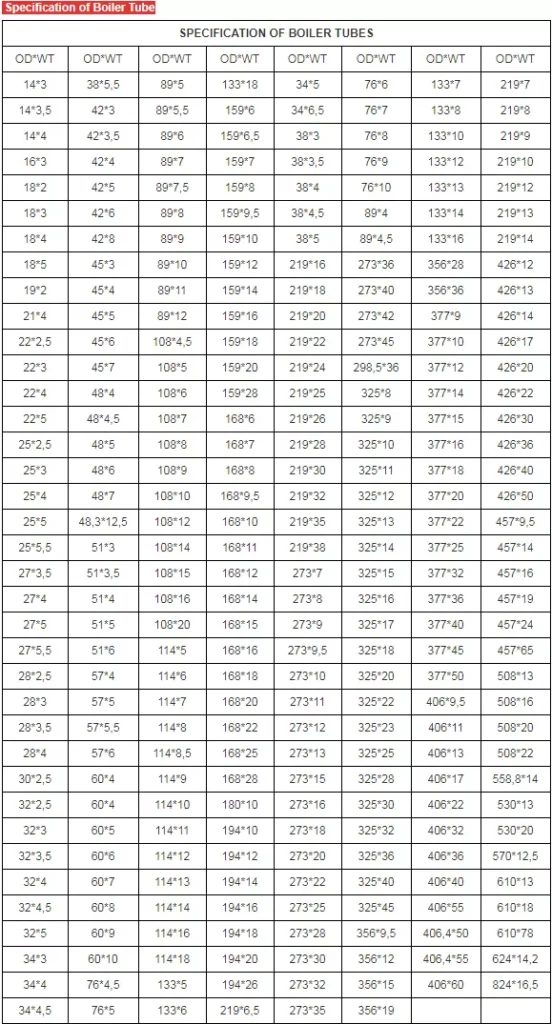 Specification of Boiler Tube
SPECIFICATION OF BOILER TUBES
OD*WT OD*WT OD*WT OD*WT OD*WT OD*WT OD*WT OD*WT
14*3 38*5,5 89*5 133*18 34*5 76*6 133*7 219*7
14*3,5 42*3 89*5,5 159*6 34*6,5 76*7 133*8 219*8
14*4 42*3,5 89*6 159*6,5 38*3 76*8 133*10 219*9
16*3 42*4 89*7 159*7 38*3,5 76*9 133*12 219*10
18*2 42*5 89*7,5 159*8 38*4 76*10 133*13 219*12
18*3 42*6 89*8 159*9,5 38*4,5 89*4 133*14 219*13
18*4 42*8 89*9 159*10 38*5 89*4,5 133*16 219*14
18*5 45*3 89*10 159*12 219*16 273*36 356*28 426*12
19*2 45*4 89*11 159*14 219*18 273*40 356*36 426*13
21*4 45*5 89*12 159*16 219*20 273*42 377*9 426*14
22*2,5 45*6 108*4,5 159*18 219*22 273*45 377*10 426*17
22*3 45*7 108*5 159*20 219*24 298,5*36 377*12 426*20
22*4 48*4 108*6 159*28 219*25 325*8 377*14 426*22
22*5 48*4,5 108*7 168*6 219*26 325*9 377*15 426*30
25*2,5 48*5 108*8 168*7 219*28 325*10 377*16 426*36
25*3 48*6 108*9 168*8 219*30 325*11 377*18 426*40
25*4 48*7 108*10 168*9,5 219*32 325*12 377*20 426*50
25*5 48,3*12,5 108*12 168*10 219*35 325*13 377*22 457*9,5
25*5,5 51*3 108*14 168*11 219*38 325*14 377*25 457*14
27*3,5 51*3,5 108*15 168*12 273*7 325*15 377*32 457*16
27*4 51*4 108*16 168*14 273*8 325*16 377*36 457*19
27*5 51*5 108*20 168*15 273*9 325*17 377*40 457*24
27*5,5 51*6 114*5 168*16 273*9,5 325*18 377*45 457*65
28*2,5 57*4 114*6 168*18 273*10 325*20 377*50 508*13
28*3 57*5 114*7 168*20 273*11 325*22 406*9,5 508*16
28*3,5 57*5,5 114*8 168*22 273*12 325*23 406*11 508*20
28*4 57*6 114*8,5 168*25 273*13 325*25 406*13 508*22
30*2,5 60*4 114*9 168*28 273*15 325*28 406*17 558,8*14
32*2,5 60*4 114*10 180*10 273*16 325*30 406*22 530*13
32*3 60*5 114*11 194*10 273*18 325*32 406*32 530*20
32*3,5 60*6 114*12 194*12 273*20 325*36 406*36 570*12,5
32*4 60*7 114*13 194*14 273*22 325*40 406*40 610*13
32*4,5 60*8 114*14 194*16 273*25 325*45 406*55 610*18
32*5 60*9 114*16 194*18 273*28 356*9,5 406,4*50 610*78
34*3 60*10 114*18 194*20 273*30 356*12 406,4*55 624*14,2
34*4 76*4,5 133*5 194*26 273*32 356*15 406*60 824*16,5
34*4,5 76*5 133*6 219*6,5 273*35 356*19